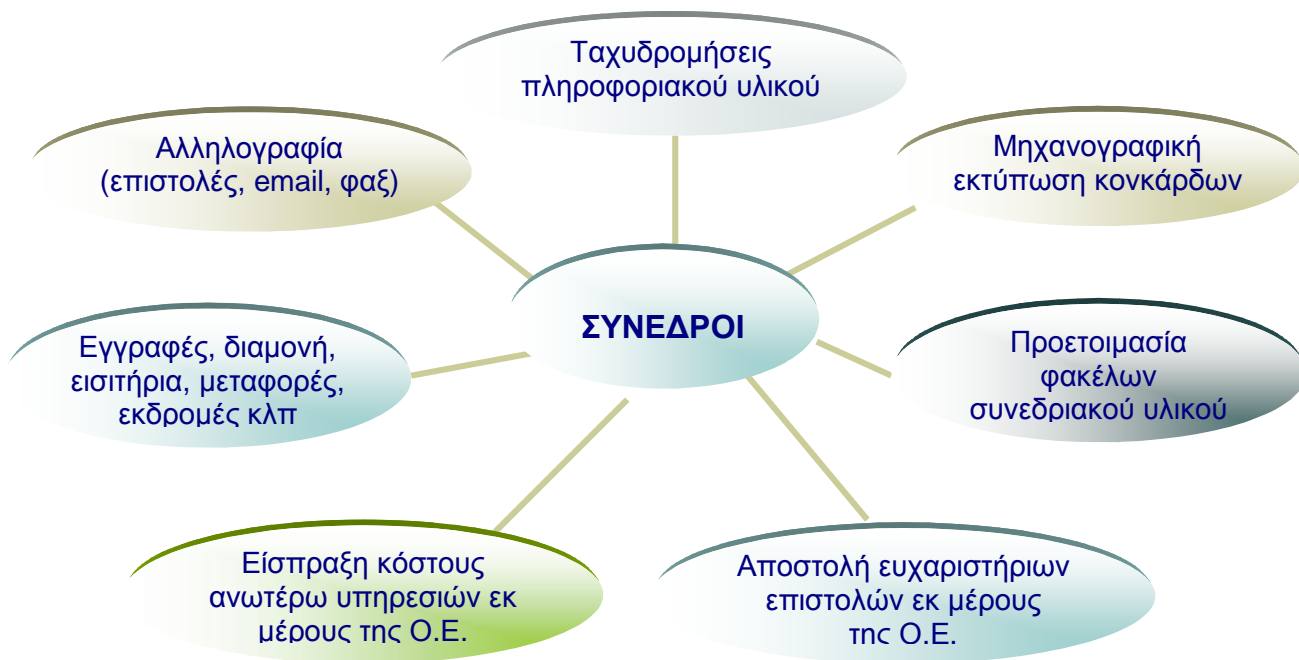 Ταχυδρομήσεις
πληροφοριακού υλικού
Αλληλογραφία
(επιστολές, email, φαξ)
Μηχανογραφική
εκτύπωση κονκάρδων
ΣΥΝΕΔΡΟΙ
Εγγραφές, διαμονή,
εισιτήρια, μεταφορές,
εκδρομές κλπ
Προετοιμασία
φακέλων
συνεδριακού υλικού
Είσπραξη κόστους
ανωτέρω υπηρεσιών εκ
μέρους της Ο.Ε.
Αποστολή ευχαριστήριων
επιστολών εκ μέρους
της Ο.Ε.